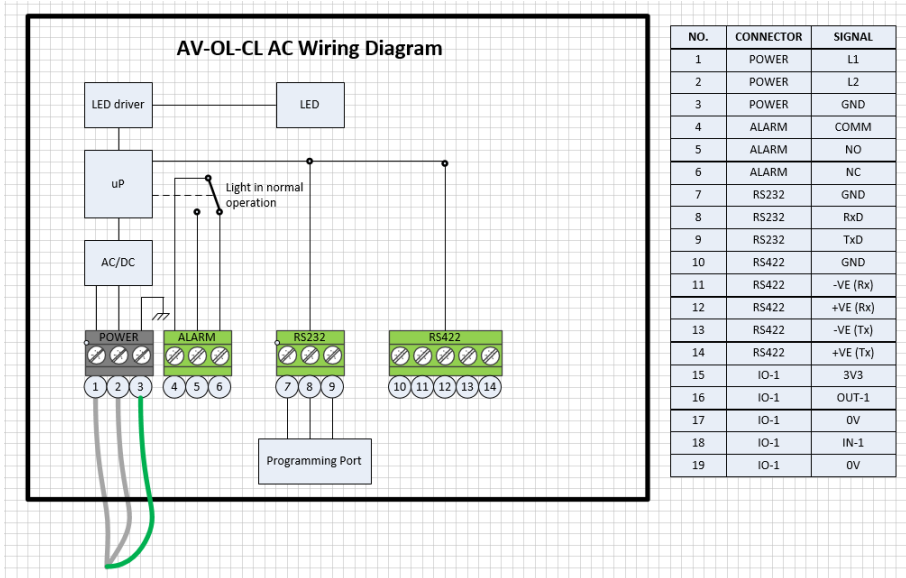 AV-OL-CL AC Wiring Diagram
LED driver
LED
uP
Light in normal
operation
AC/DC
POWER
ALARM
RS232
RS422
1 2 3 4 5 6 7 8 9 10 11 12 13 14
Programming Port
NO. CONNECTOR SIGNAL
1 POWER L1
2 POWER L2
3 POWER GND
4 ALARM COMM
5 ALARM NO
6 ALARM NC
7 RS232 GND
8 RS232 RxD
9 RS232 TxD
10 RS422 GND
11 RS422 -VE (Rx)
12 RS422 +VE (Rx)
13 RS422 -VE (Tx)
14 RS422 +VE (Tx)
15 IO-1 3V3
16 IO-1 OUT-1
17 IO-1 0V
18 IO-1 IN-1
19 IO-1 0V